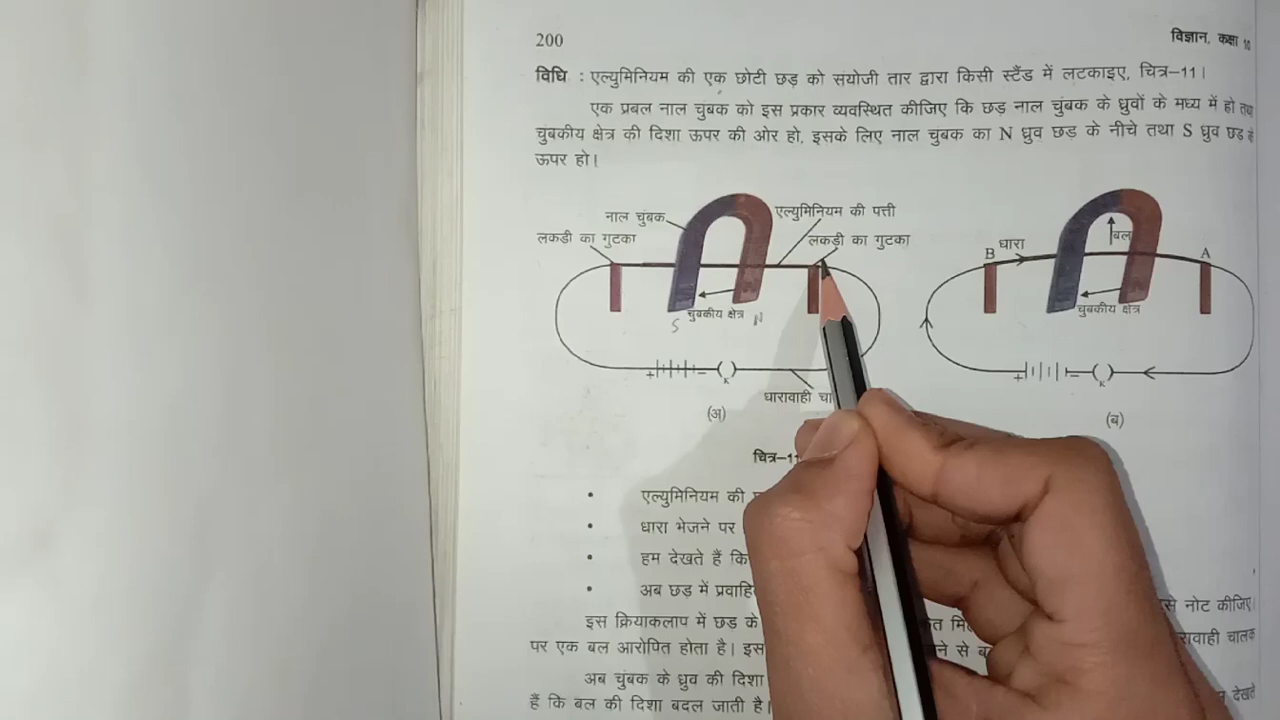 200
विज्ञान, कक्षा 10
विधि : एल्युमिनियम की एक छोटी छड़ को संयोजी तार द्वारा किसी स्टैंड में लटकाइए, चित्र-11।
एक प्रबल नाल चुंबक को इस प्रकार व्यवस्थित कीजिए कि छड़ नाल चुंबक के ध्रुवों के मध्य में हो तथा
चुंबकीय क्षेत्र की दिशा ऊपर की ओर हो, इसके लिए नाल चुंबक का N ध्रुव छड़ के नीचे तथा S ध्रुव छड़ के
ऊपर हो।
नाल चुंबक
एल्युमिनियम की पत्ती
लकड़ी का गुटका
लकड़ी का गुटका
चुंबकीय क्षेत्र
S
N
+
−
K
धारावाही
(अ)
B
धारा
बल
A
चुंबकीय क्षेत्र
+
−
K
(ब)
चित्र-11
• एल्युमिनियम की
• धारा भेजने पर
• हम देखते हैं कि
• अब छड़ में
से नोट कीजिए।
इस क्रियाकलाप में छड़ के
पर एक बल आरोपित होता है। इस
अब चुंबक के ध्रुव की दिशा
देखते
हैं कि बल की दिशा बदल जाती है।